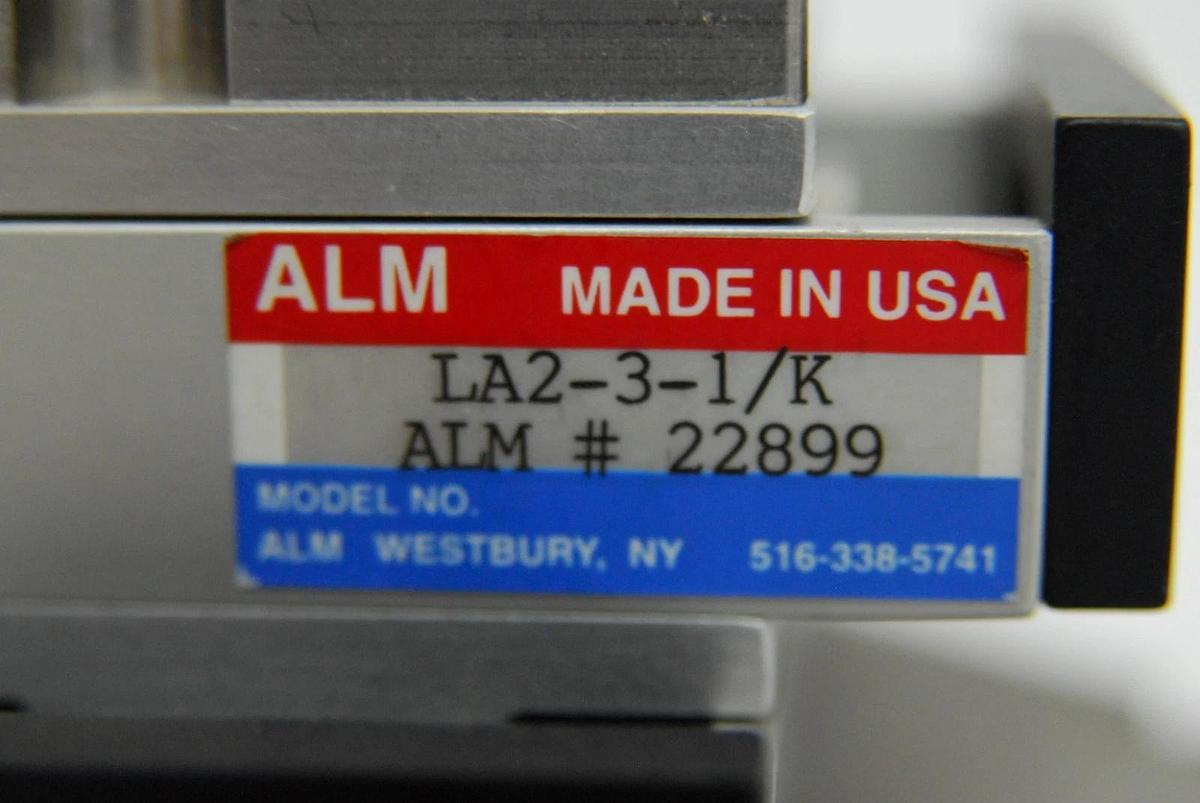 ALM MADE IN USA
LA2-3-1/K
ALM # 22899
MODEL NO.
ALM WESTBURY, NY 516-338-5741